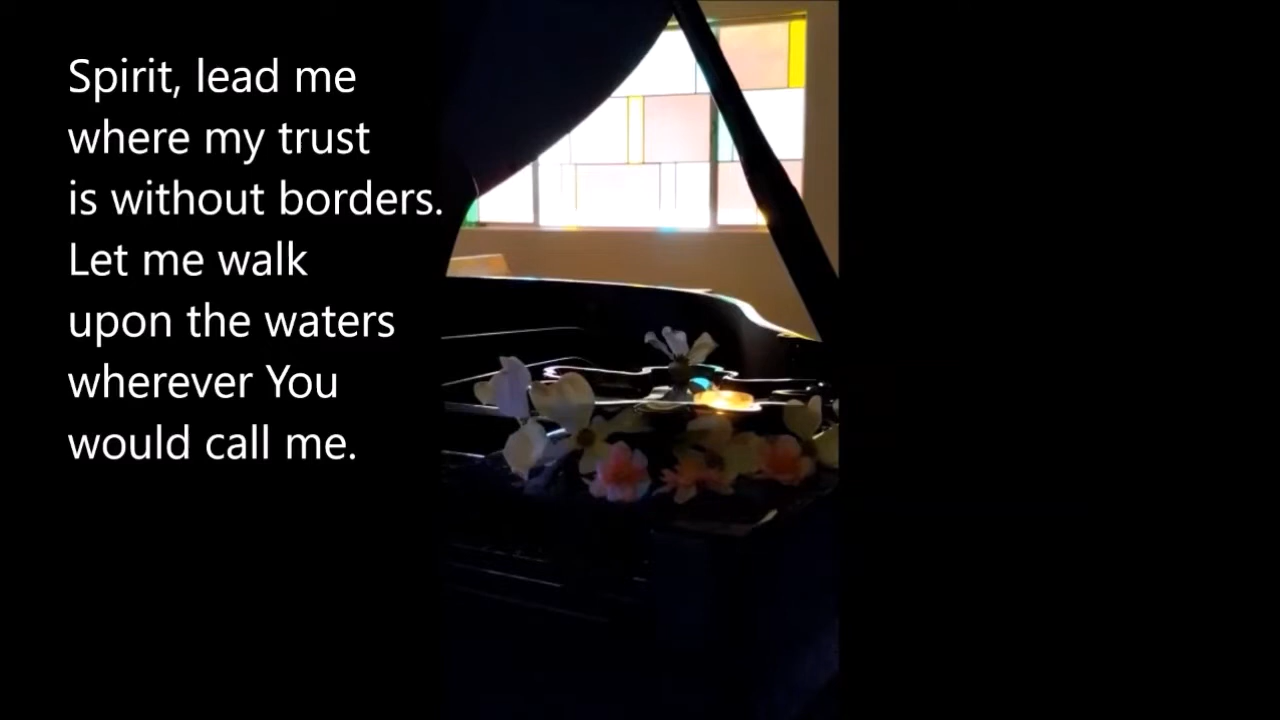 Spirit, lead me
where my trust
is without borders.
Let me walk
upon the waters
wherever You
would call me.